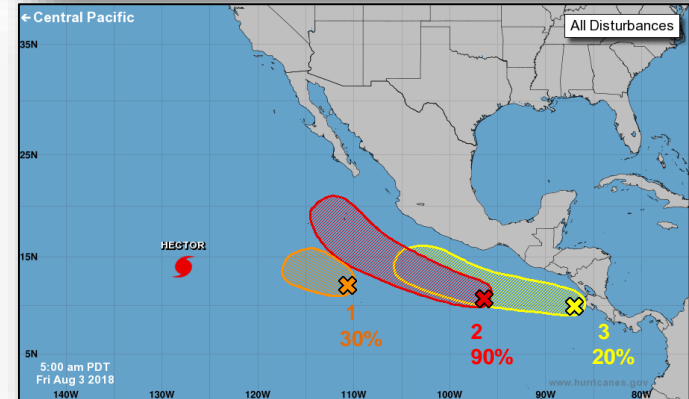 ← Central Pacific
All Disturbances
35N
25N
HECTOR
15N
1
30%
2
90%
3
20%
5N
5:00 am PDT
Fri Aug 3 2018
www.hurricanes.gov
140W 130W 120W 110W 100W 90W 80W